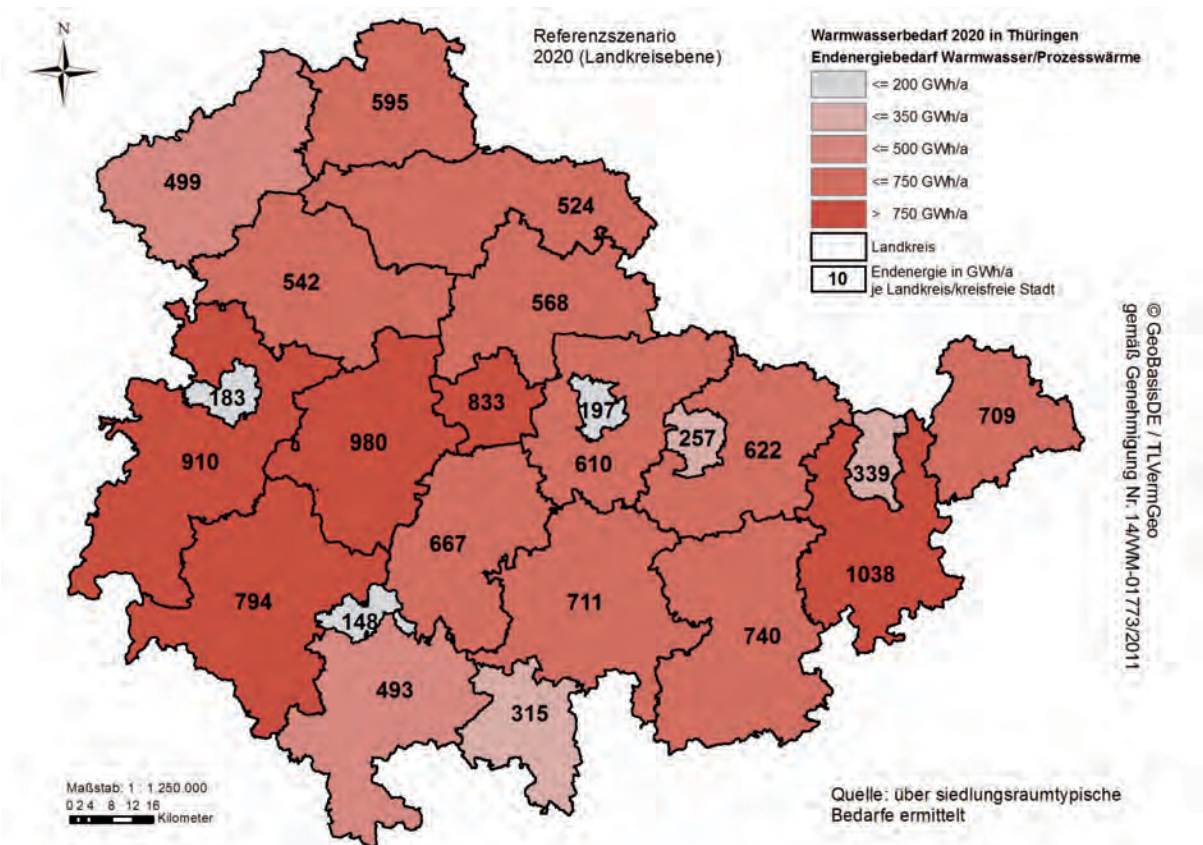 N
Referenzszenario
2020 (Landkreisebene)
Warmwasserbedarf 2020 in Thüringen
Endenergiebedarf Warmwasser/Prozesswärme
<= 200 GWh/a
<= 350 GWh/a
<= 500 GWh/a
<= 750 GWh/a
> 750 GWh/a
Landkreis
10 Endenergie in GWh/a
je Landkreis/kreisfreie Stadt
595
499
524
542
568
183
833
197
709
910
980
257
622
610
339
667
1038
794
711
148
740
493
315
© GeoBasisDE / TLVermGeo
gemäß Genehmigung Nr. 14/VM-01773/2011
Maßstab: 1 : 1.250.000
0 2 4 8 12 16
Kilometer
Quelle: über siedlungsraumtypische
Bedarfe ermittelt